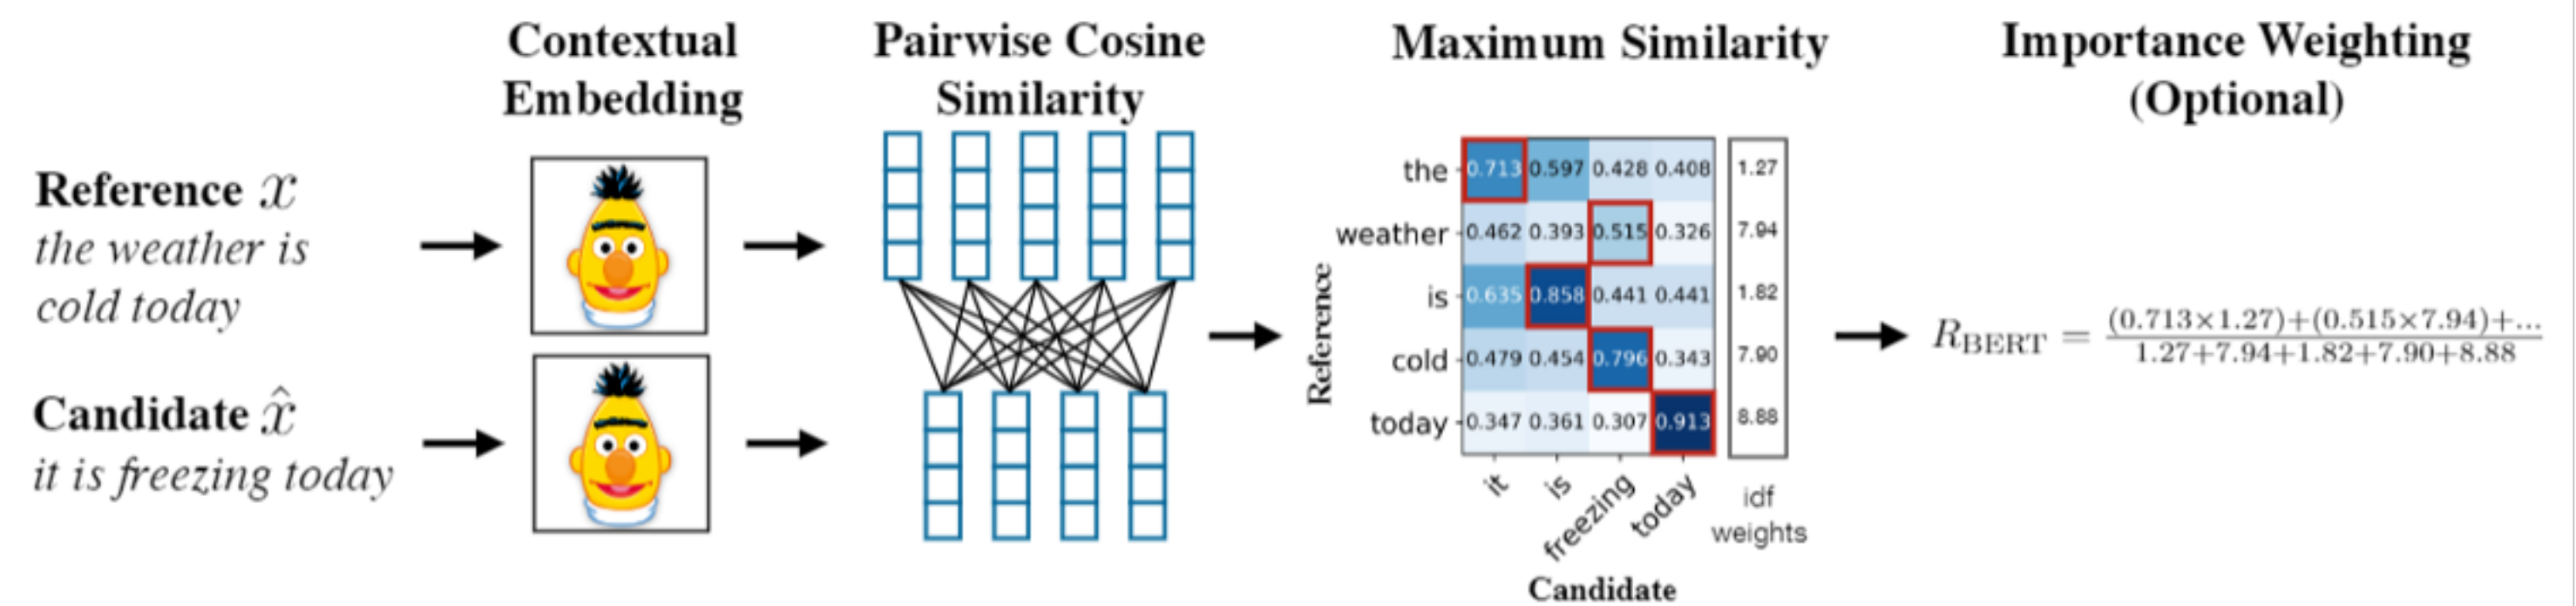 Contextual
Embedding
Pairwise Cosine
Similarity
Maximum Similarity
Importance Weighting
(Optional)
Reference x
the weather is
cold today
Candidate x̂
it is freezing today
Reference
the 0.713 0.597 0.428 0.408 1.27
weather 0.462 0.393 0.515 0.326 7.94
is 0.635 0.858 0.441 0.441 1.82
cold 0.479 0.454 0.796 0.343 7.90
today 0.347 0.361 0.307 0.913 8.88
it is freezing today
idf
weights
Candidate
R_BERT = (0.713×1.27)+(0.515×7.94)+... / 1.27+7.94+1.82+7.90+8.88